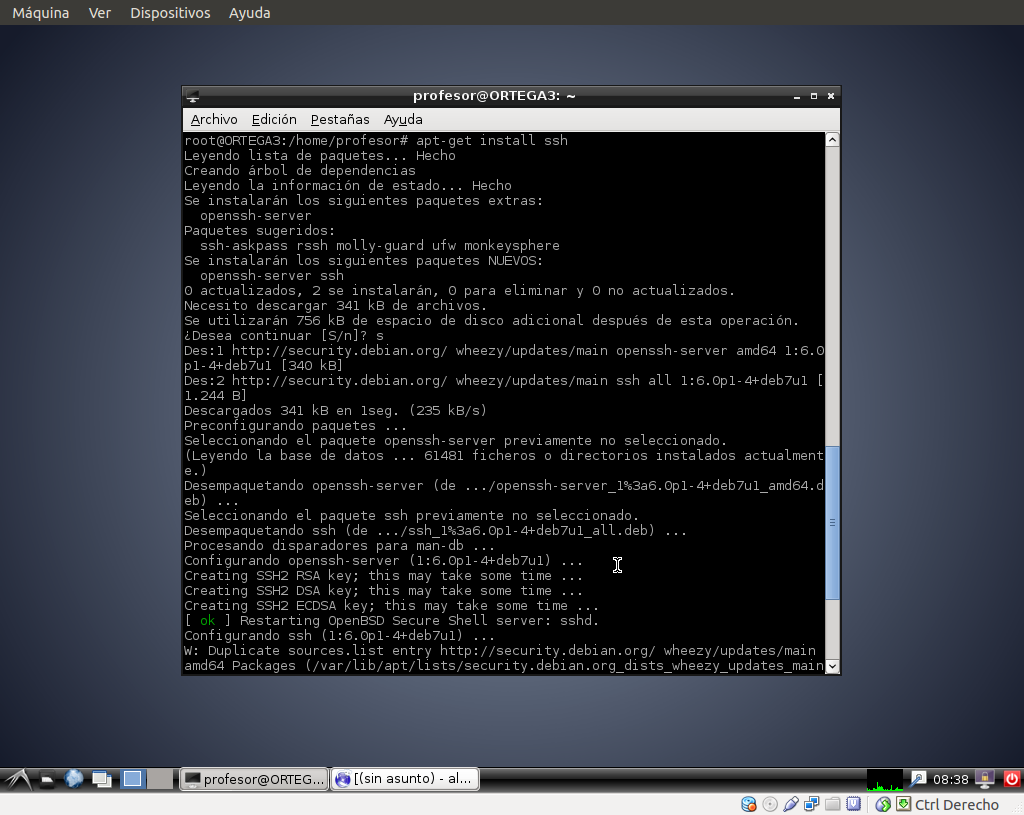 Máquina Ver Dispositivos Ayuda
profesor@ORTEGA3: ~
Archivo Edición Pestañas Ayuda
root@ORTEGA3:/home/profesor# apt-get install ssh
Leyendo lista de paquetes... Hecho
Creando árbol de dependencias
Leyendo la información de estado... Hecho
Se instalarán los siguientes paquetes extras:
openssh-server
Paquetes sugeridos:
ssh-askpass rssh molly-guard ufw monkeysphere
Se instalarán los siguientes paquetes NUEVOS:
openssh-server ssh
0 actualizados, 2 se instalarán, 0 para eliminar y 0 no actualizados.
Necesito descargar 341 kB de archivos.
Se utilizarán 756 kB de espacio de disco adicional después de esta operación.
¿Desea continuar [S/n]? s
Des:1 http://security.debian.org/ wheezy/updates/main openssh-server amd64 1:6.0
p1-4+deb7u1 [340 kB]
Des:2 http://security.debian.org/ wheezy/updates/main ssh all 1:6.0p1-4+deb7u1 [
1.244 B]
Descargados 341 kB en 1seg. (235 kB/s)
Preconfigurando paquetes ...
Seleccionando el paquete openssh-server previamente no seleccionado.
(Leyendo la base de datos ... 61481 ficheros o directorios instalados actualment
e.)
Desempaquetando openssh-server (de .../openssh-server_1%3a6.0p1-4+deb7u1_amd64.d
eb) ...
Seleccionando el paquete ssh previamente no seleccionado.
Desempaquetando ssh (de .../ssh_1%3a6.0p1-4+deb7u1_all.deb) ...
Procesando disparadores para man-db ...
Configurando openssh-server (1:6.0p1-4+deb7u1) ...
Creating SSH2 RSA key; this may take some time ...
Creating SSH2 DSA key; this may take some time ...
Creating SSH2 ECDSA key; this may take some time ...
[ ok ] Restarting OpenBSD Secure Shell server: sshd.
Configurando ssh (1:6.0p1-4+deb7u1) ...
W: Duplicate sources.list entry http://security.debian.org/ wheezy/updates/main
amd64 Packages (/var/lib/apt/lists/security.debian.org_dists_wheezy_updates_main
profesor@ORTEG... [(sin asunto) - al... 08:38
Ctrl Derecho